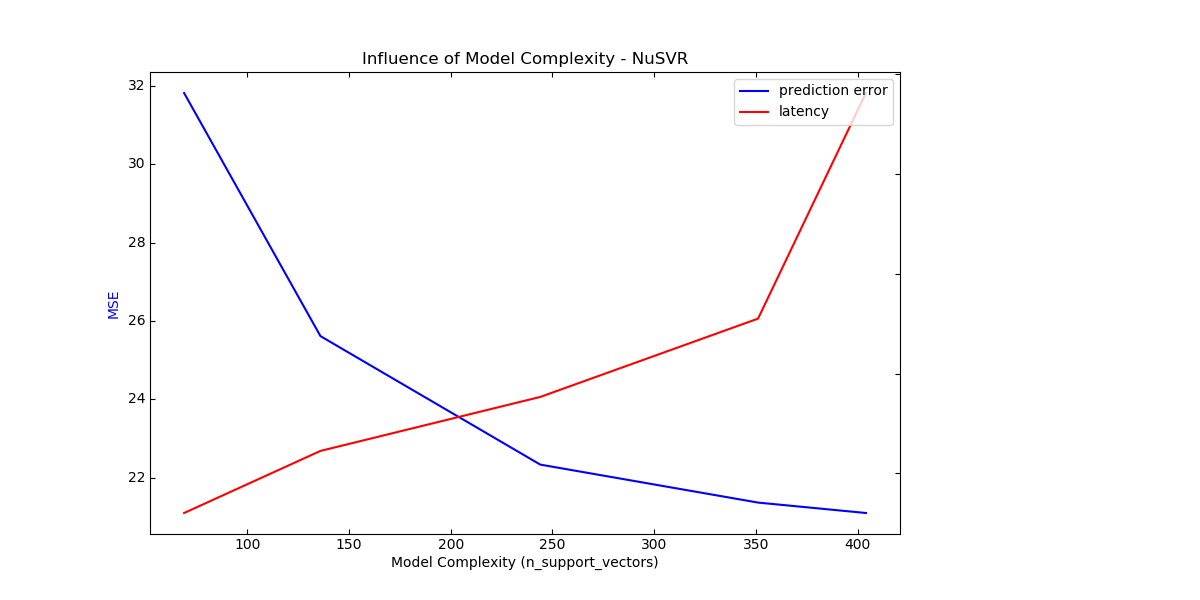 Influence of Model Complexity - NuSVR
prediction error
latency
32
30
28
26
24
22
MSE
100
150
200
250
300
350
400
Model Complexity (n_support_vectors)